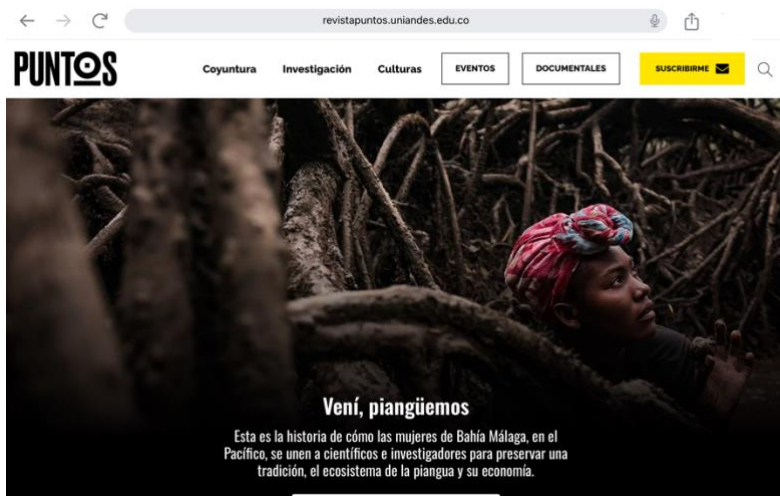 revistapuntos.uniandes.edu.co
PUNTOS
Coyuntura Investigación Culturas EVENTOS DOCUMENTALES SUSCRIBIRME
Vení, piangüemos
Esta es la historia de cómo las mujeres de Bahía Málaga, en el
Pacífico, se unen a científicos e investigadores para preservar una
tradición, el ecosistema de la piangua y su economía.